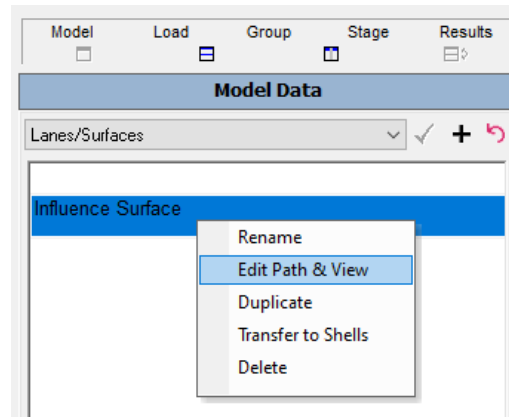 Model Load Group Stage Results
Model Data
Lanes/Surfaces
Influence Surface
Rename
Edit Path & View
Duplicate
Transfer to Shells
Delete